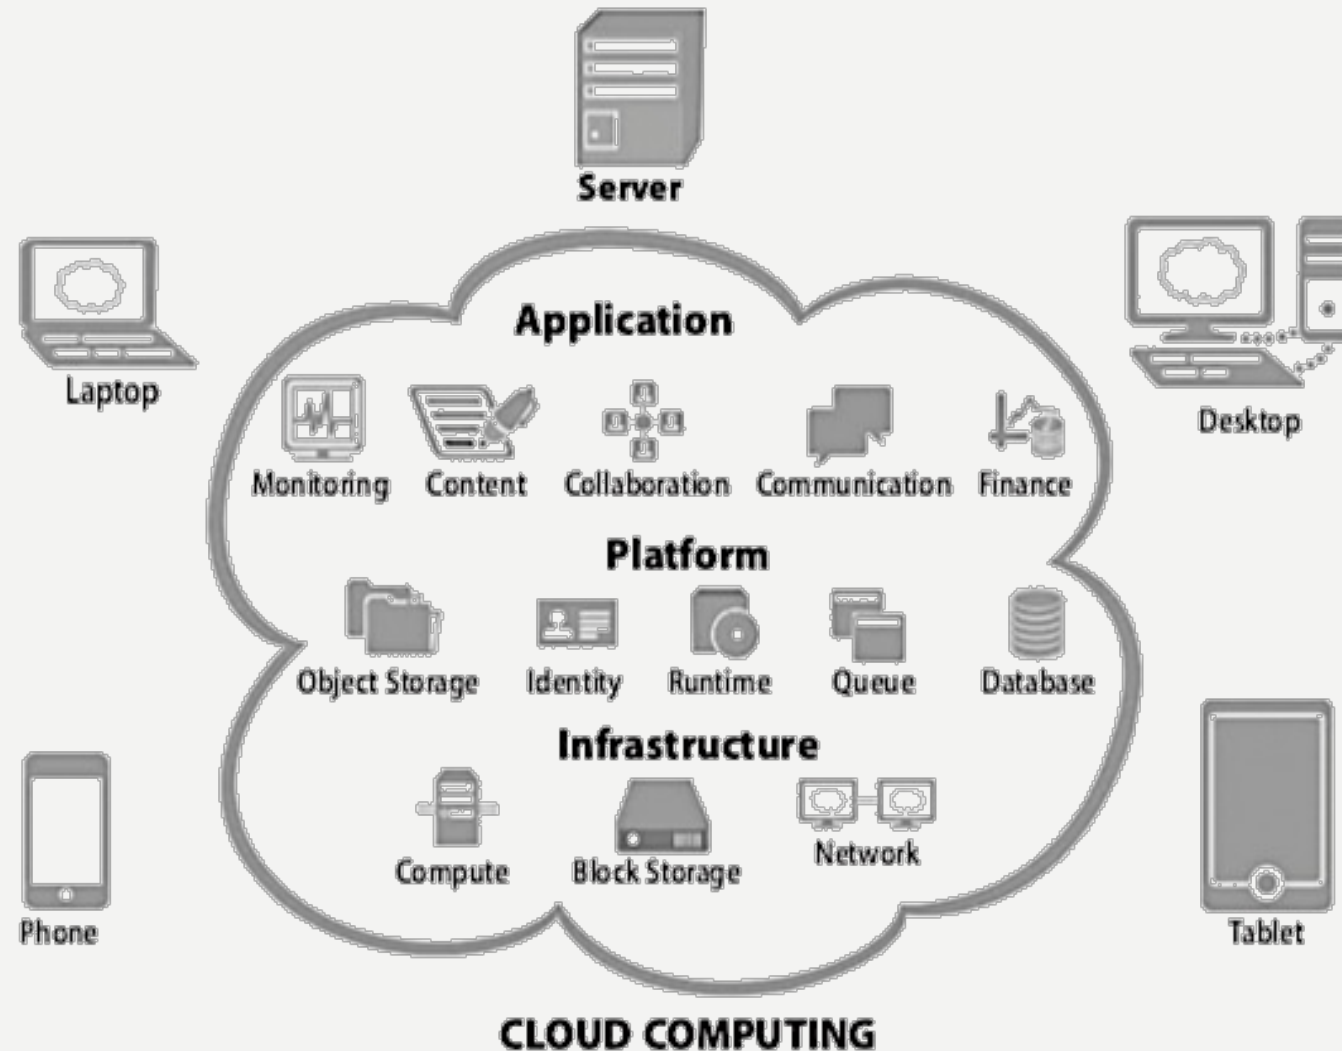 Server
Laptop
Desktop
Application
Monitoring Content Collaboration Communication Finance
Platform
Object Storage Identity Runtime Queue Database
Infrastructure
Compute Block Storage Network
Phone
Tablet
CLOUD COMPUTING